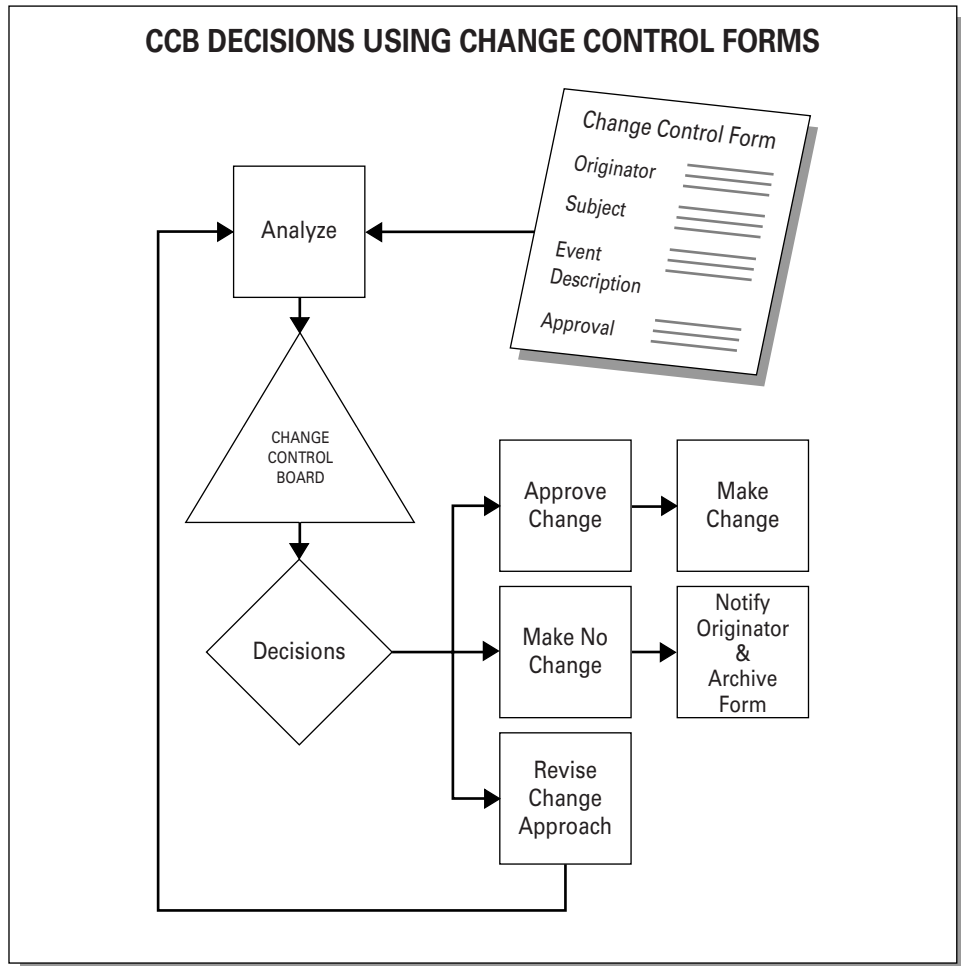 CCB DECISIONS USING CHANGE CONTROL FORMS
Change Control Form
Originator
Subject
Event
Description
Approval
Analyze
CHANGE
CONTROL
BOARD
Decisions
Approve
Change
Make
Change
Make No
Change
Notify
Originator
&
Archive
Form
Revise
Change
Approach